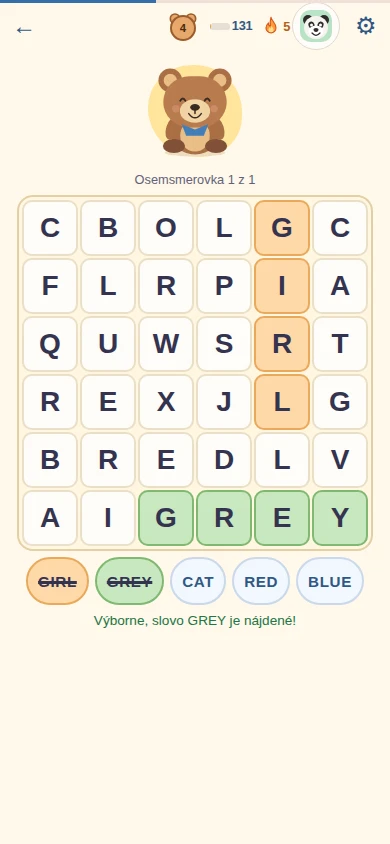 ← 4 131 5
Osemsmerovka 1 z 1
C B O L G C
F L R P I A
Q U W S R T
R E X J L G
B R E D L V
A I G R E Y
GIRL GREY CAT RED BLUE
Výborne, slovo GREY je nájdené!